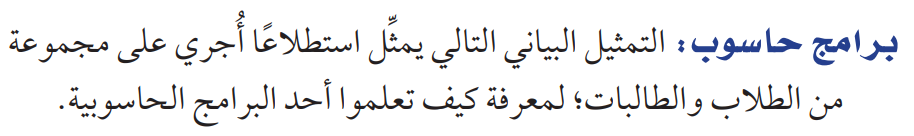 برامج حاسوب: التمثيل البياني التالي يمثِّل استطلاعًا أُجري على مجموعة
من الطلاب والطالبات؛ لمعرفة كيف تعلموا أحد البرامج الحاسوبية.